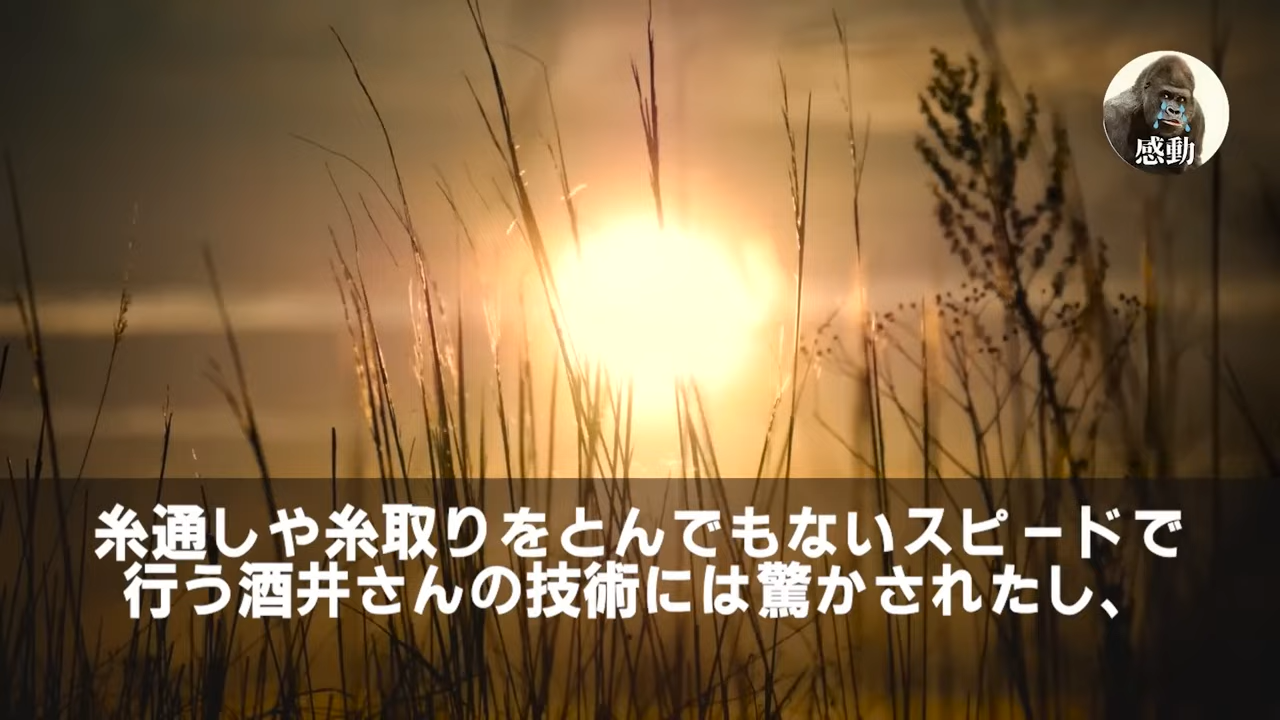 感動
糸通しや糸取りをとんでもないスピードで
行う酒井さんの技術には驚かされたし、